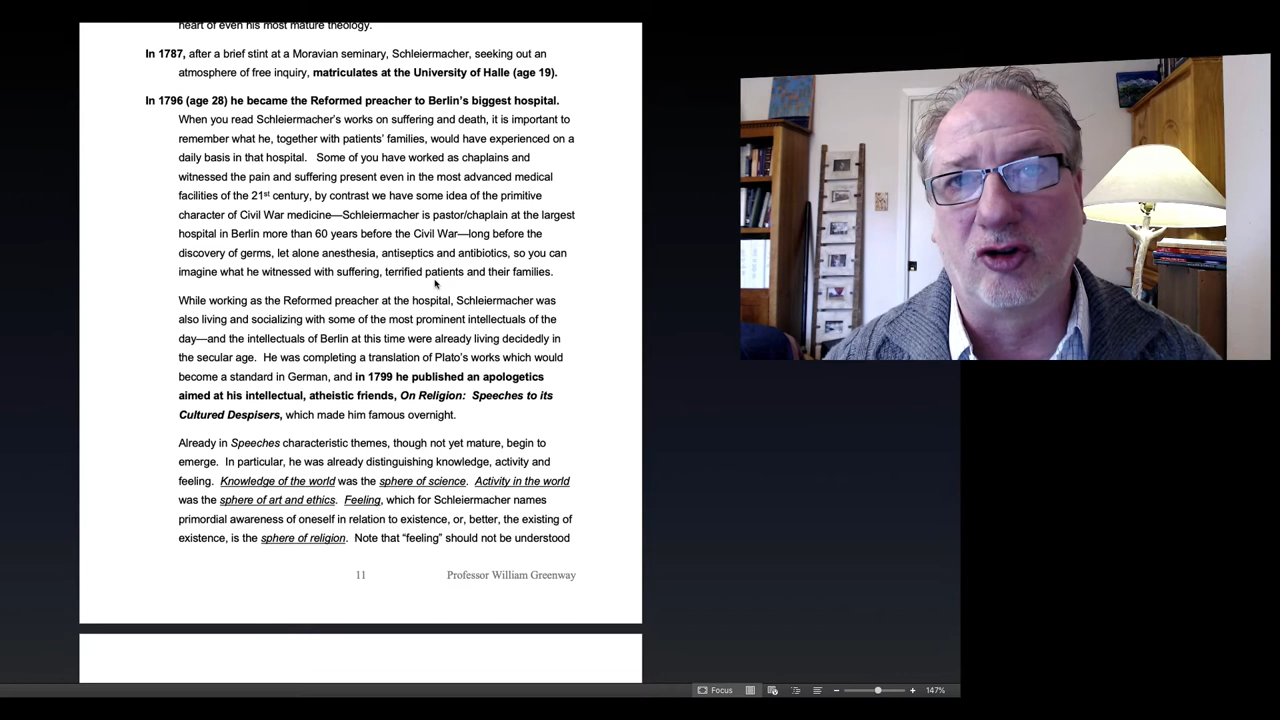 heart of even his most mature theology.
In 1787, after a brief stint at a Moravian seminary, Schleiermacher, seeking out an
atmosphere of free inquiry, matriculates at the University of Halle (age 19).
In 1796 (age 28) he became the Reformed preacher to Berlin’s biggest hospital.
When you read Schleiermacher’s works on suffering and death, it is important to
remember what he, together with patients’ families, would have experienced on a
daily basis in that hospital.   Some of you have worked as chaplains and
witnessed the pain and suffering present even in the most advanced medical
facilities of the 21st century, by contrast we have some idea of the primitive
character of Civil War medicine—Schleiermacher is pastor/chaplain at the largest
hospital in Berlin more than 60 years before the Civil War—long before the
discovery of germs, let alone anesthesia, antiseptics and antibiotics, so you can
imagine what he witnessed with suffering, terrified patients and their families.
While working as the Reformed preacher at the hospital, Schleiermacher was
also living and socializing with some of the most prominent intellectuals of the
day—and the intellectuals of Berlin at this time were already living decidedly in
the secular age.  He was completing a translation of Plato’s works which would
become a standard in German, and in 1799 he published an apologetics
aimed at his intellectual, atheistic friends, On Religion:  Speeches to its
Cultured Despisers, which made him famous overnight.
Already in Speeches characteristic themes, though not yet mature, begin to
emerge.  In particular, he was already distinguishing knowledge, activity and
feeling.  Knowledge of the world was the sphere of science.  Activity in the world
was the sphere of art and ethics.  Feeling, which for Schleiermacher names
primordial awareness of oneself in relation to existence, or, better, the existing of
existence, is the sphere of religion.  Note that “feeling” should not be understood
11 Professor William Greenway
Focus 147%